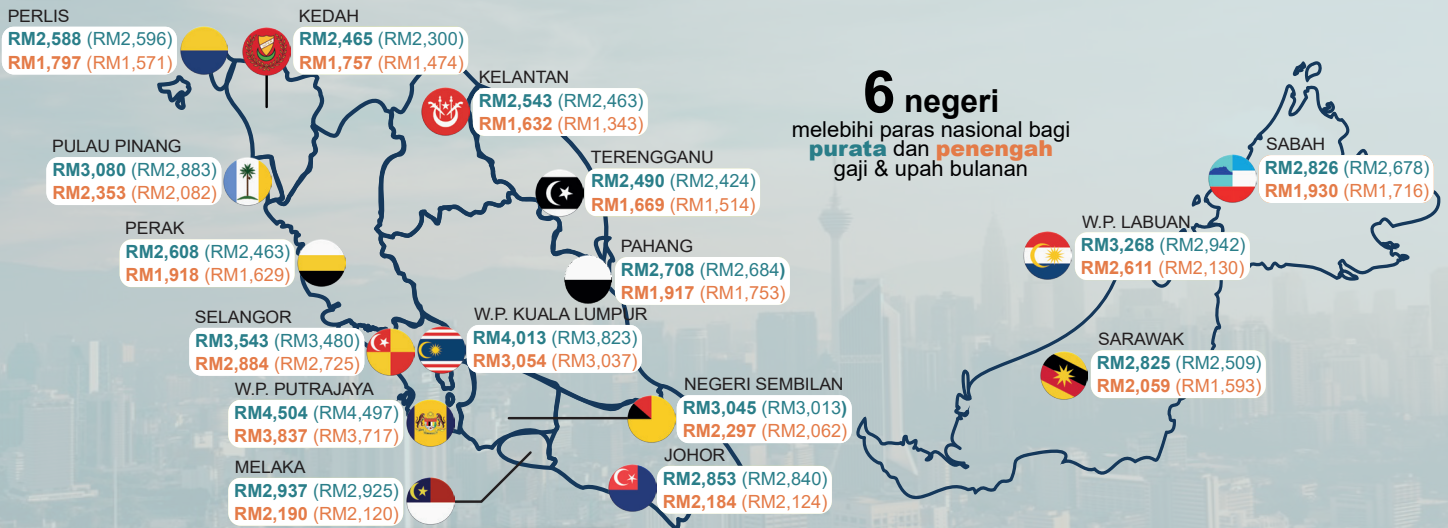 PERLIS
RM2,588 (RM2,596)
RM1,797 (RM1,571)
KEDAH
RM2,465 (RM2,300)
RM1,757 (RM1,474)
KELANTAN
RM2,543 (RM2,463)
RM1,632 (RM1,343)
PULAU PINANG
RM3,080 (RM2,883)
RM2,353 (RM2,082)
TERENGGANU
RM2,490 (RM2,424)
RM1,669 (RM1,514)
PERAK
RM2,608 (RM2,463)
RM1,918 (RM1,629)
PAHANG
RM2,708 (RM2,684)
RM1,917 (RM1,753)
SELANGOR
RM3,543 (RM3,480)
RM2,884 (RM2,725)
W.P. KUALA LUMPUR
RM4,013 (RM3,823)
RM3,054 (RM3,037)
W.P. PUTRAJAYA
RM4,504 (RM4,497)
RM3,837 (RM3,717)
NEGERI SEMBILAN
RM3,045 (RM3,013)
RM2,297 (RM2,062)
MELAKA
RM2,937 (RM2,925)
RM2,190 (RM2,120)
JOHOR
RM2,853 (RM2,840)
RM2,184 (RM2,124)
6 negeri
melebihi paras nasional bagi
purata dan penengah
gaji & upah bulanan
SABAH
RM2,826 (RM2,678)
RM1,930 (RM1,716)
W.P. LABUAN
RM3,268 (RM2,942)
RM2,611 (RM2,130)
SARAWAK
RM2,825 (RM2,509)
RM2,059 (RM1,593)